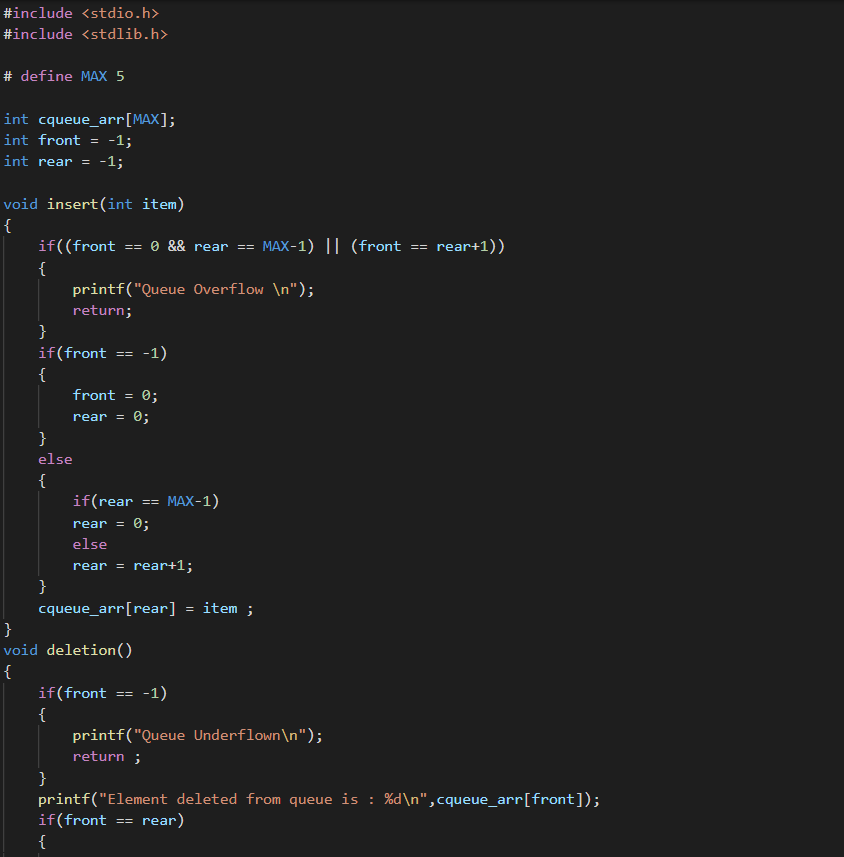 #include <stdio.h>
#include <stdlib.h>

# define MAX 5

int cqueue_arr[MAX];
int front = -1;
int rear = -1;

void insert(int item)
{
    if((front == 0 && rear == MAX-1) || (front == rear+1))
    {
        printf("Queue Overflow \n");
        return;
    }
    if(front == -1)
    {
        front = 0;
        rear = 0;
    }
    else
    {
        if(rear == MAX-1)
        rear = 0;
        else
        rear = rear+1;
    }
    cqueue_arr[rear] = item ;
}
void deletion()
{
    if(front == -1)
    {
        printf("Queue Underflown\n");
        return ;
    }
    printf("Element deleted from queue is : %d\n",cqueue_arr[front]);
    if(front == rear)
    {